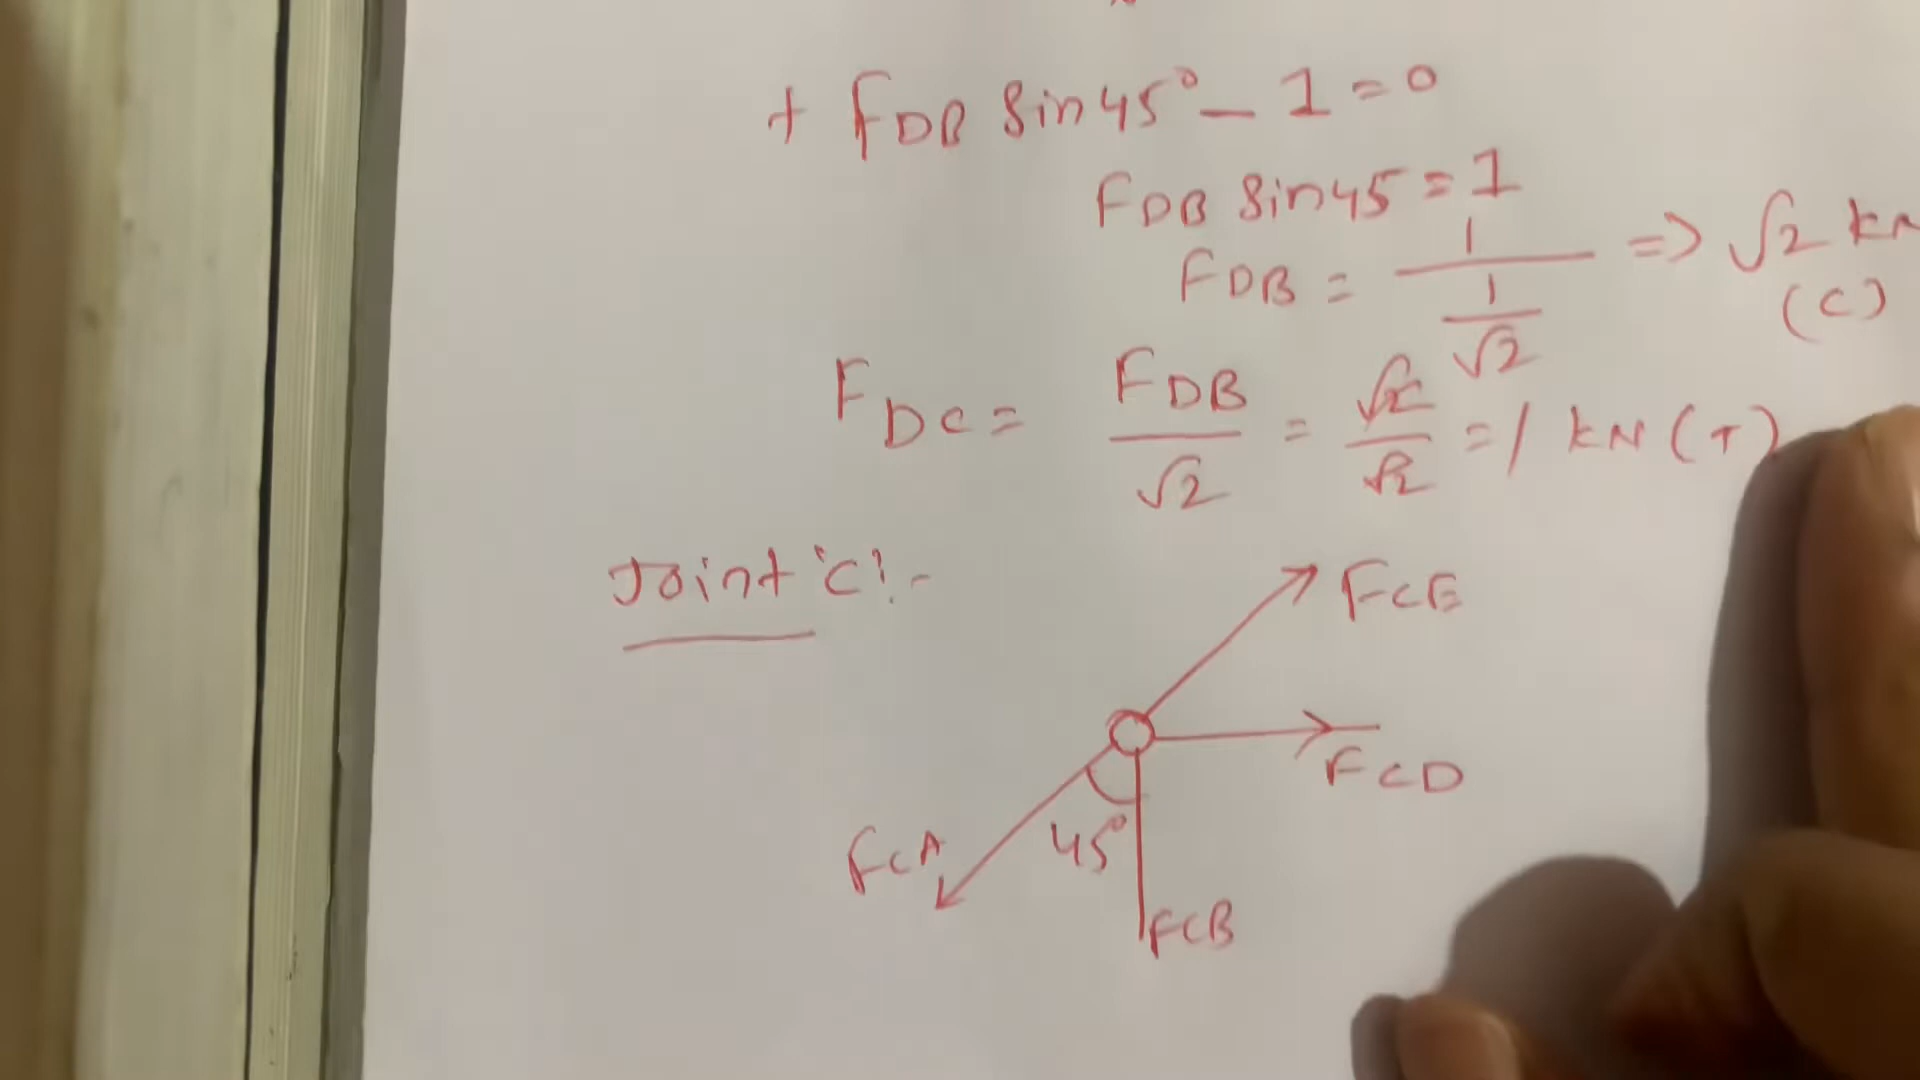 + FDB Sin45° - 1 = 0
FDB Sin45 = 1
FDB = 1 / (1/√2) => √2 KN
(C)
FDC = FDB/√2 = √2/√2 = 1 KN (T)
Joint 'C' :-
FCE
FCD
FCA
45°
FCB